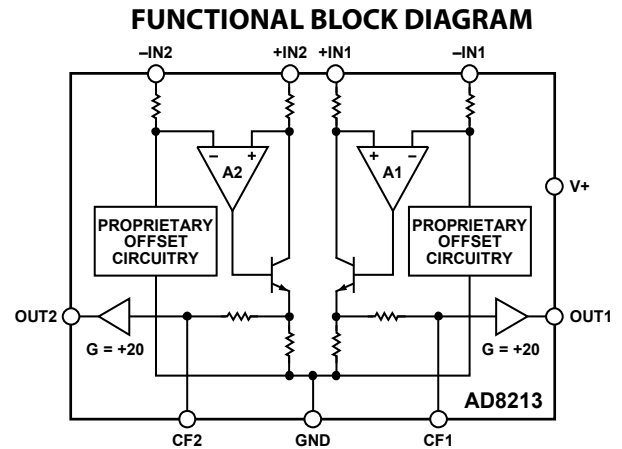 FUNCTIONAL BLOCK DIAGRAM
–IN2 +IN2 +IN1 –IN1
– + + –
A2 A1
V+
PROPRIETARY OFFSET CIRCUITRY
PROPRIETARY OFFSET CIRCUITRY
OUT2 OUT1
G = +20 G = +20
AD8213
CF2 GND CF1